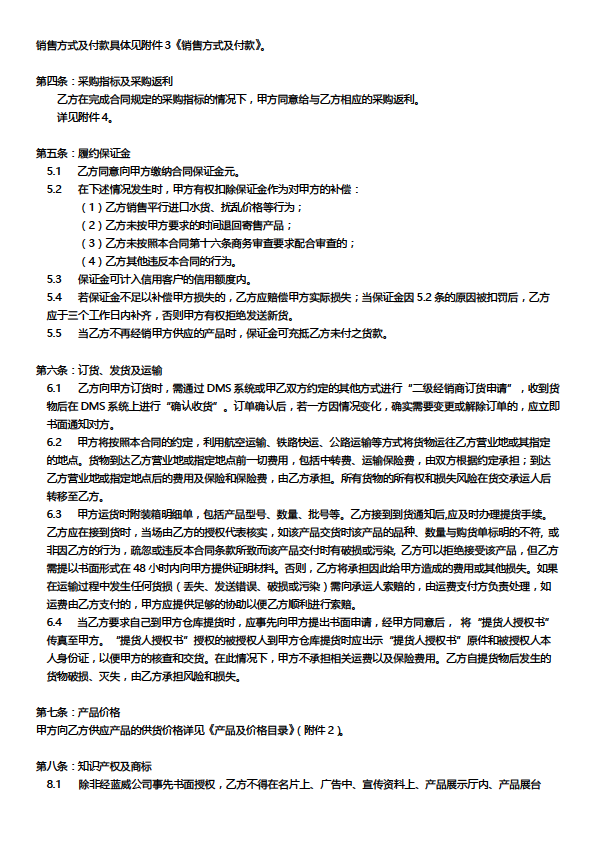 销售方式及付款具体见附件 3《销售方式及付款》。
第四条：采购指标及采购返利
乙方在完成合同规定的采购指标的情况下，甲方同意给与乙方相应的采购返利。
详见附件 4。
第五条：履约保证金
5.1 乙方同意向甲方缴纳合同保证金元。
5.2 在下述情况发生时，甲方有权扣除保证金作为对甲方的补偿：
（1）乙方销售平行进口水货、扰乱价格等行为；
（2）乙方未按甲方要求的时间退回寄售产品；
（3）乙方未按照本合同第十六条商务审查要求配合审查的；
（4）乙方其他违反本合同的行为。
5.3 保证金可计入信用客户的信用额度内。
5.4 若保证金不足以补偿甲方损失的，乙方应赔偿甲方实际损失；当保证金因 5.2 条的原因被扣罚后，乙方
应于三个工作日内补齐，否则甲方有权拒绝发送新货。
5.5 当乙方不再经销甲方供应的产品时，保证金可充抵乙方未付之货款。
第六条：订货、发货及运输
6.1 乙方向甲方订货时，需通过 DMS 系统或甲乙双方约定的其他方式进行“二级经销商订货申请”，收到货
物后在 DMS 系统上进行“确认收货”。订单确认后，若一方因情况变化，确实需要变更或解除订单的，应立即
书面通知对方。
6.2 甲方将按照本合同的约定，利用航空运输、铁路快运、公路运输等方式将货物运往乙方营业地或其指定
的地点。货物到达乙方营业地或指定地点前一切费用，包括中转费、运输保险费，由双方根据约定承担；到达
乙方营业地或指定地点后的费用及保险和保险费，由乙方承担。所有货物的所有权和损失风险在货交承运人后
转移至乙方。
6.3 甲方运货时附装箱明细单，包括产品型号、数量、批号等。乙方接到到货通知后,应及时办理提货手续。
乙方应在接到货时，当场由乙方的授权代表核实，如该产品交货时该产品的品种、数量与购货单标明的不符, 或
非因乙方的行为，疏忽或违反本合同条款所致而该产品交付时有破损或污染, 乙方可以拒绝接受该产品，但乙方
需提以书面形式在 48 小时内向甲方提供证明材料。否则，乙方将承担因此给甲方造成的费用或其他损失。如果
在运输过程中发生任何货损（丢失、发送错误、破损或污染）需向承运人索赔的，由运费支付方负责处理，如
运费由乙方支付的，甲方应提供足够的协助以便乙方顺利进行索赔。
6.4 当乙方要求自己到甲方仓库提货时，应事先向甲方提出书面申请，经甲方同意后， 将“提货人授权书”
传真至甲方。“提货人授权书”授权的被授权人到甲方仓库提货时应出示“提货人授权书”原件和被授权人本
人身份证，以便甲方的核查和交货。在此情况下，甲方不承担相关运费以及保险费用。乙方自提货物后发生的
货物破损、灭失，由乙方承担风险和损失。
第七条：产品价格
甲方向乙方供应产品的供货价格详见《产品及价格目录》（附件 2）。
第八条：知识产权及商标
8.1 除非经蓝威公司事先书面授权，乙方不得在名片上、广告中、宣传资料上、产品展示厅内、产品展台